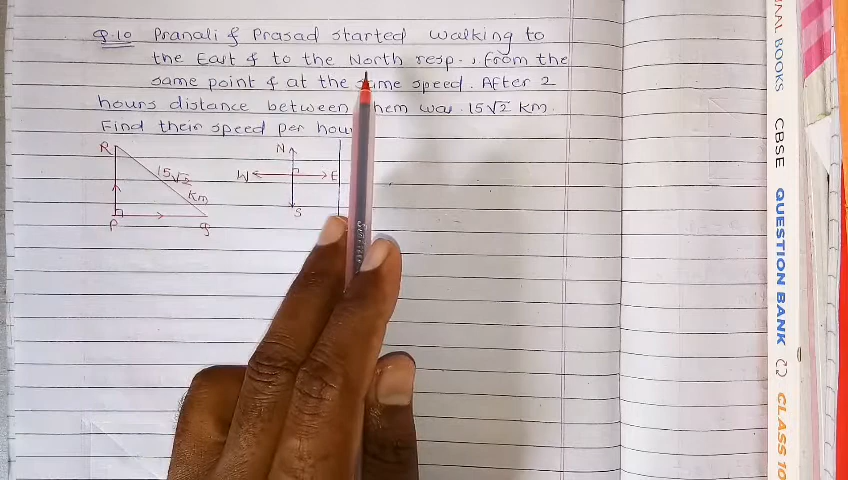 Q.10 Pranali & Prasad started walking to
the East & to the North resp., from the
same point & at the same speed. After 2
hours distance between them was 15√2 km.
Find their speed per hour
R
15√2
km
P
Q
N
W
E
S
CBSE QUESTION BANK CLASS 10
BOOKS